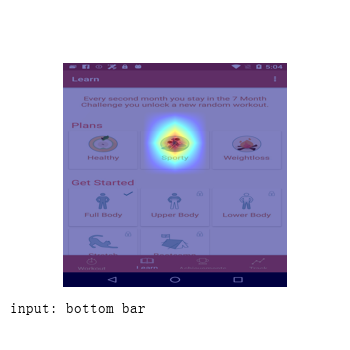 5:04
Learn
Every second month you stay in the 7 Month
Challenge you unlock a new random workout.
Plans
Healthy
Sporty
Weightloss
Get Started
Full Body
Upper Body
Lower Body
Workout
Learn
input: bottom bar